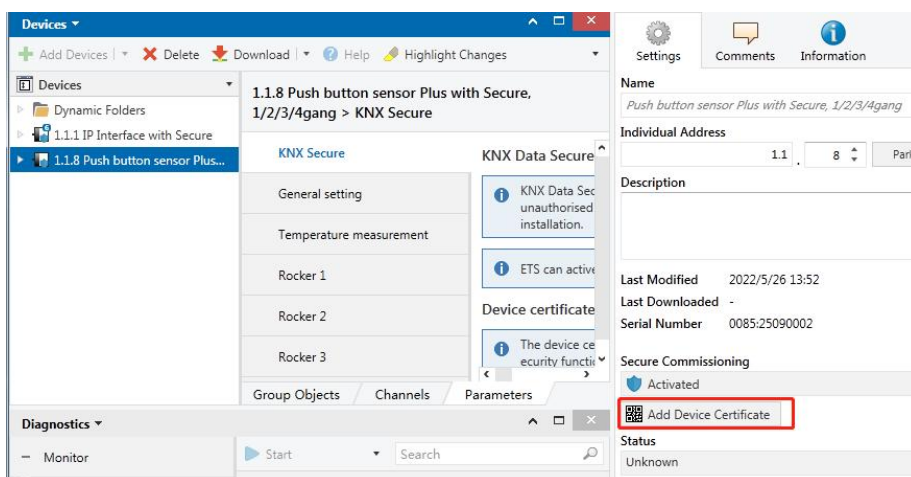 Devices
Add Devices
Delete
Download
Help
Highlight Changes
Devices
Dynamic Folders
1.1.1 IP Interface with Secure
1.1.8 Push button sensor Plus...
1.1.8 Push button sensor Plus with Secure,
1/2/3/4gang > KNX Secure
KNX Secure
General setting
Temperature measurement
Rocker 1
Rocker 2
Rocker 3
KNX Data Secure
KNX Data Sec
unauthorised
installation.
ETS can active
Device certificate
The device ce
ecurity functi
Group Objects
Channels
Parameters
Diagnostics
Monitor
Start
Search
Settings
Comments
Information
Name
Push button sensor Plus with Secure, 1/2/3/4gang
Individual Address
1.1 . 8
Park
Description
Last Modified 2022/5/26 13:52
Last Downloaded -
Serial Number 0085:25090002
Secure Commissioning
Activated
Add Device Certificate
Status
Unknown